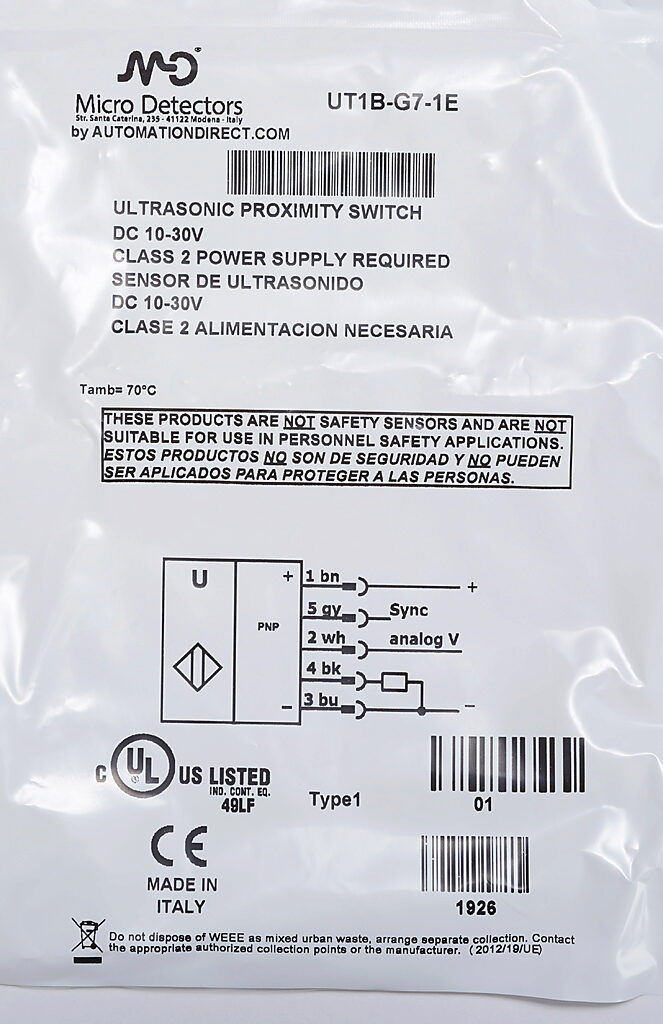 MD®
Micro Detectors
Str. Santa Caterina, 235 - 41122 Modena - Italy
by AUTOMATIONDIRECT.COM
UT1B-G7-1E
ULTRASONIC PROXIMITY SWITCH
DC 10-30V
CLASS 2 POWER SUPPLY REQUIRED
SENSOR DE ULTRASONIDO
DC 10-30V
CLASE 2 ALIMENTACION NECESARIA
Tamb= 70°C
THESE PRODUCTS ARE NOT SAFETY SENSORS AND ARE NOT
SUITABLE FOR USE IN PERSONNEL SAFETY APPLICATIONS.
ESTOS PRODUCTOS NO SON DE SEGURIDAD Y NO PUEDEN
SER APLICADOS PARA PROTEGER A LAS PERSONAS.
U
PNP
+ 1 bn +
5 gy Sync
2 wh analog V
4 bk
− 3 bu −
c UL ® US LISTED
IND. CONT. EQ.
49LF
Type1
01
CE
MADE IN
ITALY
1926
Do not dispose of WEEE as mixed urban waste, arrange separate collection. Contact
the appropriate authorized collection points or the manufacturer. (2012/19/UE)